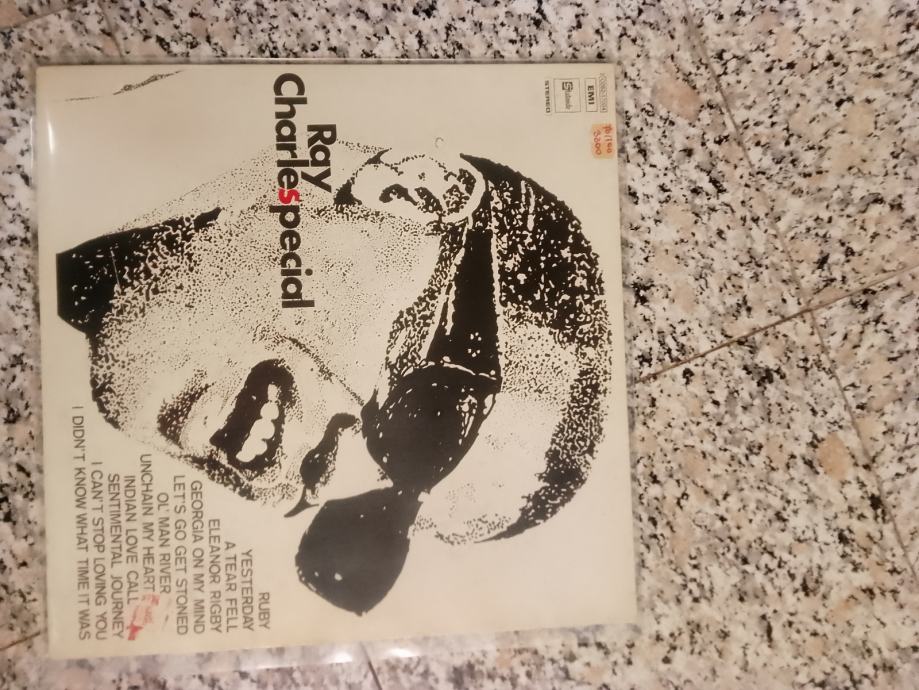 EMI
Stateside
STEREO
Ray
Charlespecial
RUBY
YESTERDAY
A TEAR FELL
ELEANOR RIGBY
GEORGIA ON MY MIND
LET'S GO GET STONED
OL' MAN RIVER
UNCHAIN MY HEART
INDIAN LOVE CALL
SENTIMENTAL JOURNEY
I CAN'T STOP LOVING YOU
I DIDN'T KNOW WHAT TIME IT WAS